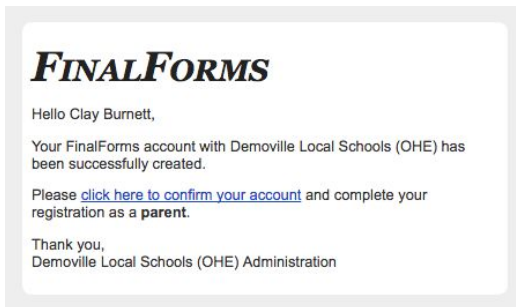 FINALFORMS
Hello Clay Burnett,
Your FinalForms account with Demoville Local Schools (OHE) has
been successfully created.
Please click here to confirm your account and complete your
registration as a parent.
Thank you,
Demoville Local Schools (OHE) Administration